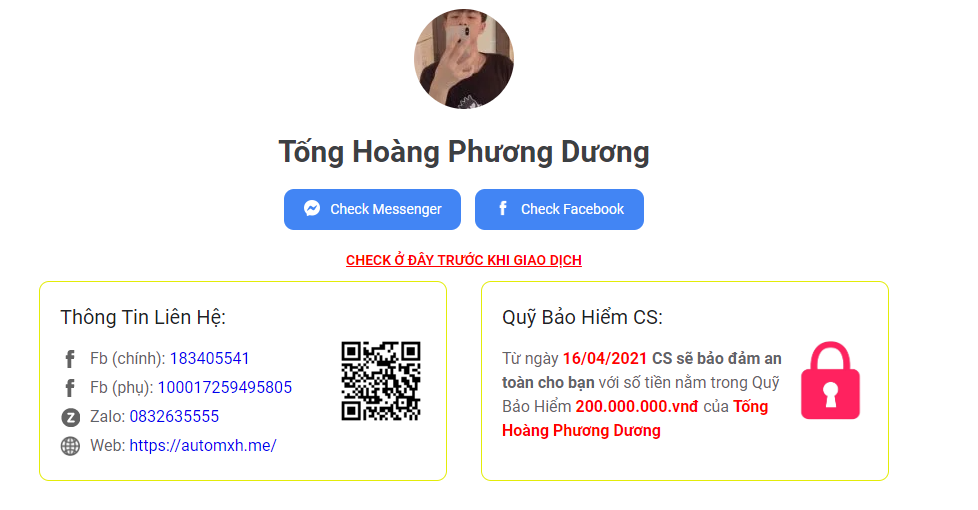 Tống Hoàng Phương Dương
Check Messenger
Check Facebook
CHECK Ở ĐÂY TRƯỚC KHI GIAO DỊCH
Thông Tin Liên Hệ:
Fb (chính): 183405541
Fb (phụ): 100017259495805
Zalo: 0832635555
Web: https://automxh.me/
Quỹ Bảo Hiểm CS:
Từ ngày 16/04/2021 CS sẽ bảo đảm an
toàn cho bạn với số tiền nằm trong Quỹ
Bảo Hiểm 200.000.000.vnđ của Tống
Hoàng Phương Dương